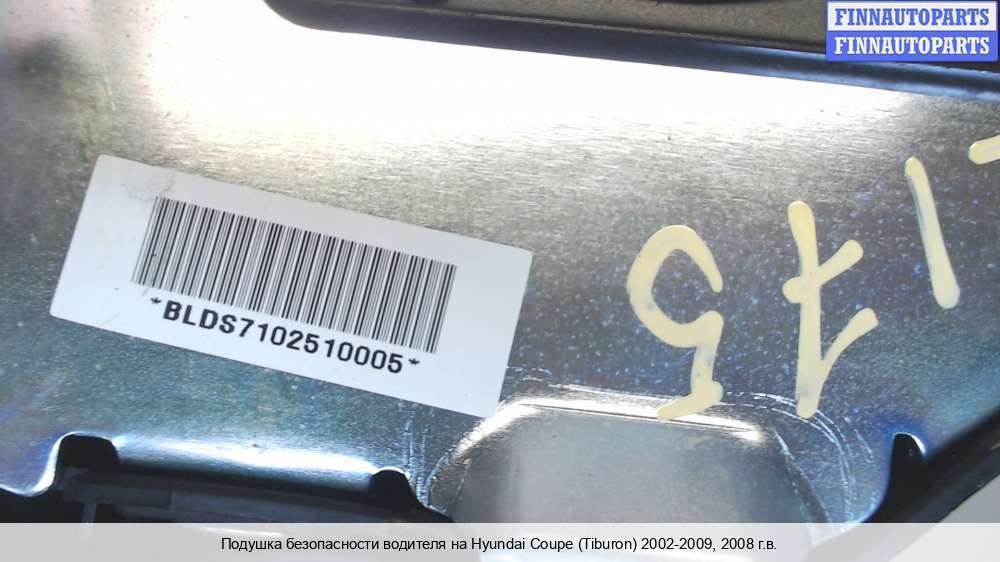 FINNAUTOPARTS
FINNAUTOPARTS
*BLDS7102510005*
Подушка безопасности водителя на Hyundai Coupe (Tiburon) 2002-2009, 2008 г.в.